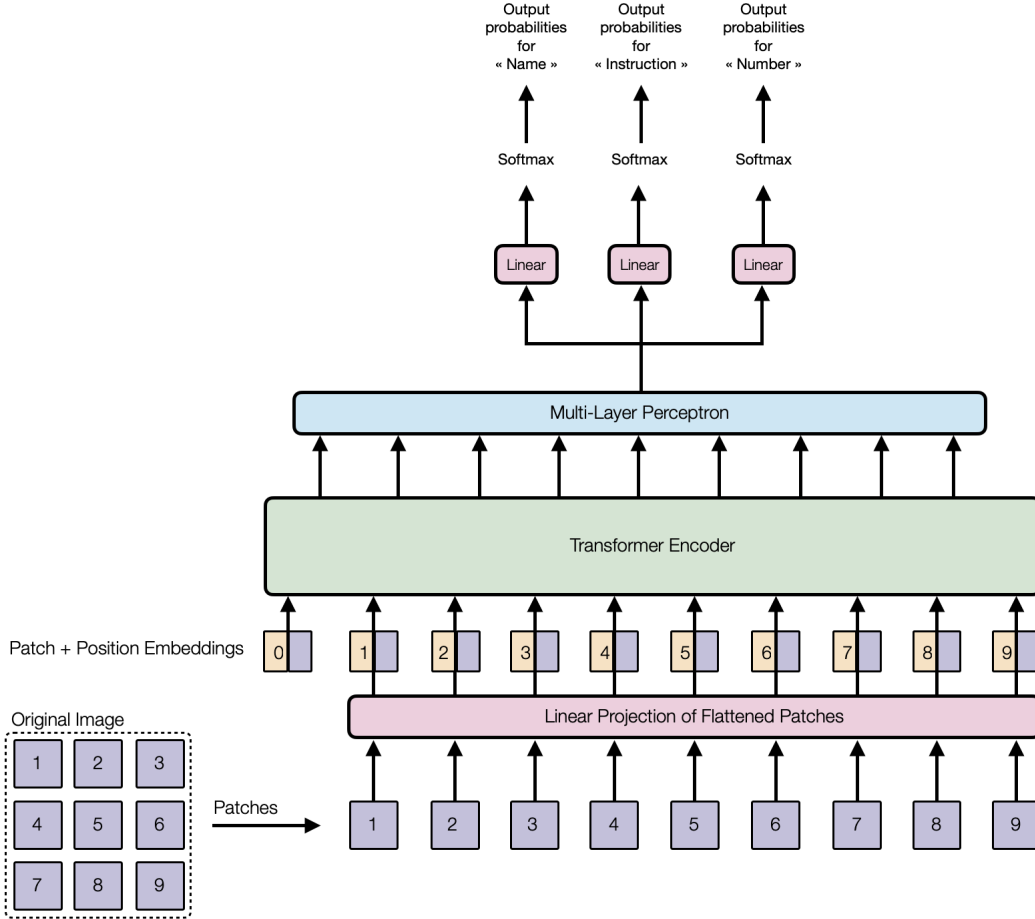 Output
probabilities
for
« Name »
Output
probabilities
for
« Instruction »
Output
probabilities
for
« Number »
Softmax
Softmax
Softmax
Linear
Linear
Linear
Multi-Layer Perceptron
Transformer Encoder
Patch + Position Embeddings
0
1
2
3
4
5
6
7
8
9
Linear Projection of Flattened Patches
Original Image
1 2 3
4 5 6
7 8 9
Patches
1
2
3
4
5
6
7
8
9